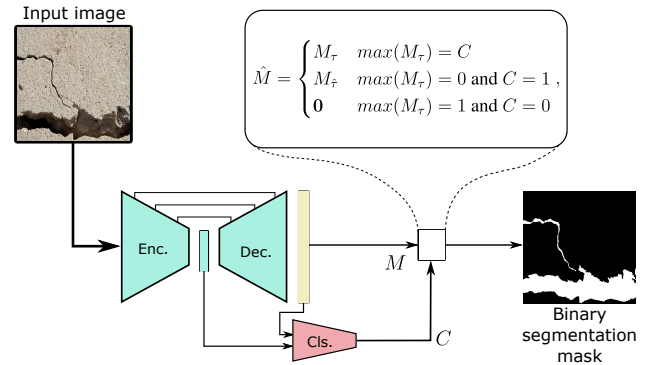 Input image
M̂ = { M_τ max(M_τ) = C
M_τ̂ max(M_τ) = 0 and C = 1 ,
0 max(M_τ) = 1 and C = 0
Enc.
Dec.
M
Cls.
C
Binary
segmentation
mask